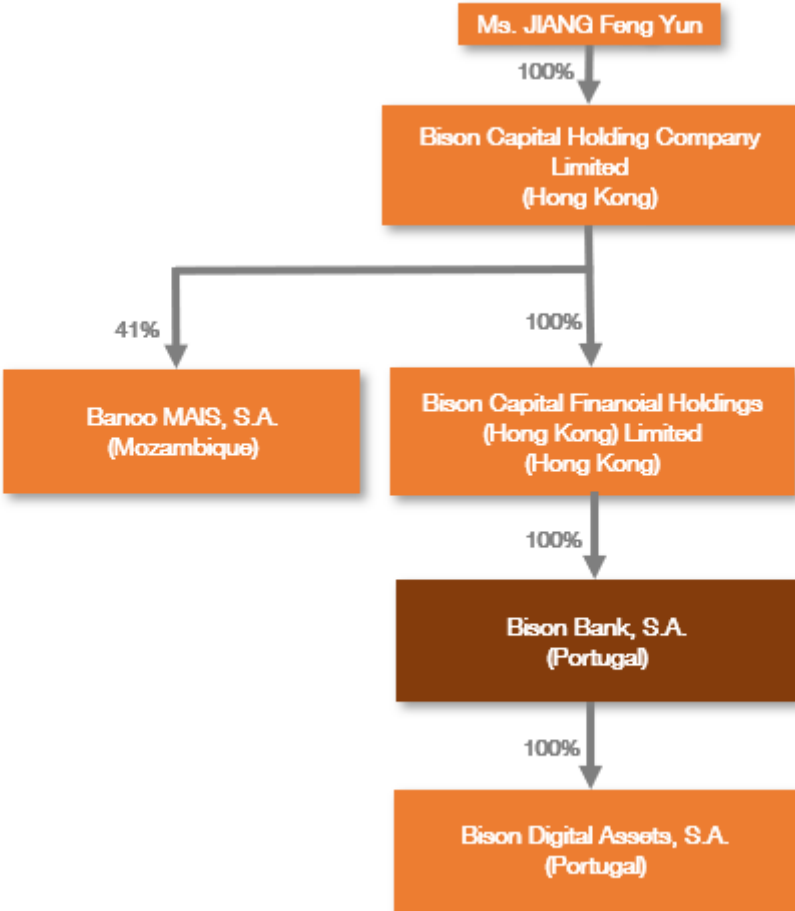 Ms. JIANG Feng Yun
100%
Bison Capital Holding Company
Limited
(Hong Kong)
41%
100%
Banco MAIS, S.A.
(Mozambique)
Bison Capital Financial Holdings
(Hong Kong) Limited
(Hong Kong)
100%
Bison Bank, S.A.
(Portugal)
100%
Bison Digital Assets, S.A.
(Portugal)